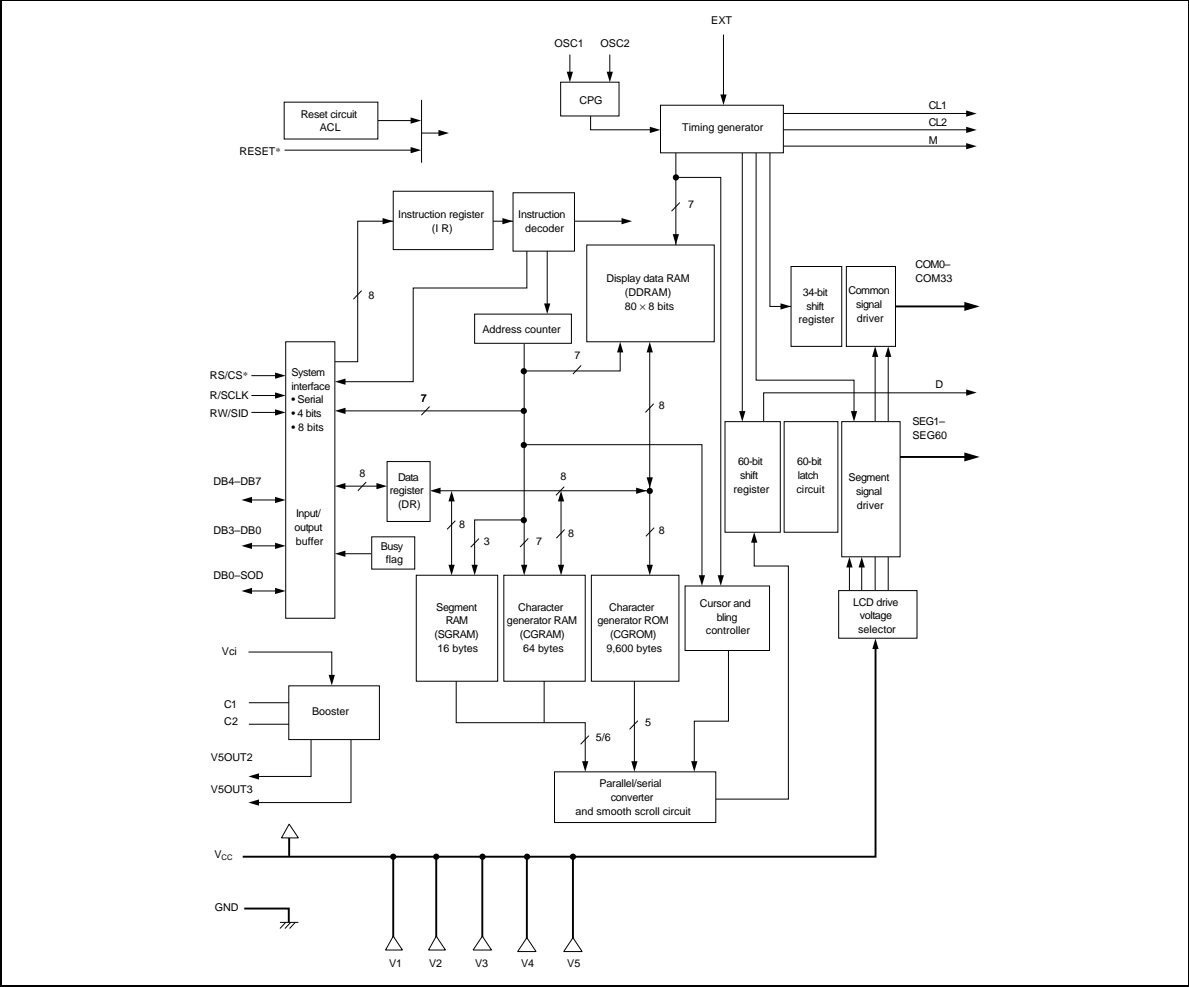 EXT
OSC1
OSC2
CPG
Reset circuit
ACL
RESET*
Timing generator
CL1
CL2
M
7
Instruction register
(I R)
Instruction
decoder
8
Display data RAM
(DDRAM)
80 × 8 bits
COM0–
COM33
34-bit
shift
register
Common
signal
driver
Address counter
7
RS/CS*
R/SCLK
RW/SID
System
interface
• Serial
• 4 bits
• 8 bits
7
8
D
SEG1–
SEG60
60-bit
shift
register
60-bit
latch
circuit
Segment
signal
driver
DB4–DB7
DB3–DB0
DB0–SOD
Input/
output
buffer
8
Data
register
(DR)
8
8
3
7
8
8
Busy
flag
Segment
RAM
(SGRAM)
16 bytes
Character
generator RAM
(CGRAM)
64 bytes
Character
generator ROM
(CGROM)
9,600 bytes
Cursor and
bling
controller
LCD drive
voltage
selector
Vci
C1
C2
Booster
V5OUT2
V5OUT3
5/6
5
Parallel/serial
converter
and smooth scroll circuit
VCC
GND
V1
V2
V3
V4
V5